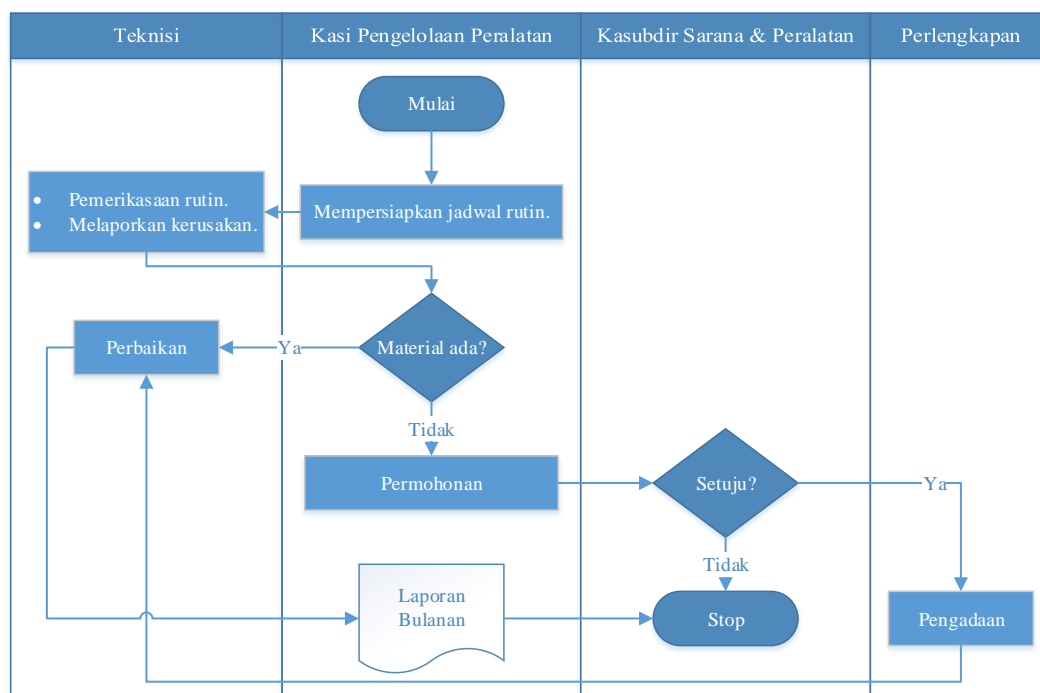 Teknisi
Kasi Pengelolaan Peralatan
Kasubdir Sarana & Peralatan
Perlengkapan
Mulai
Mempersiapkan jadwal rutin.
• Pemerikasaan rutin.
• Melaporkan kerusakan.
Material ada?
Ya
Perbaikan
Tidak
Permohonan
Setuju?
Ya
Tidak
Laporan
Bulanan
Stop
Pengadaan